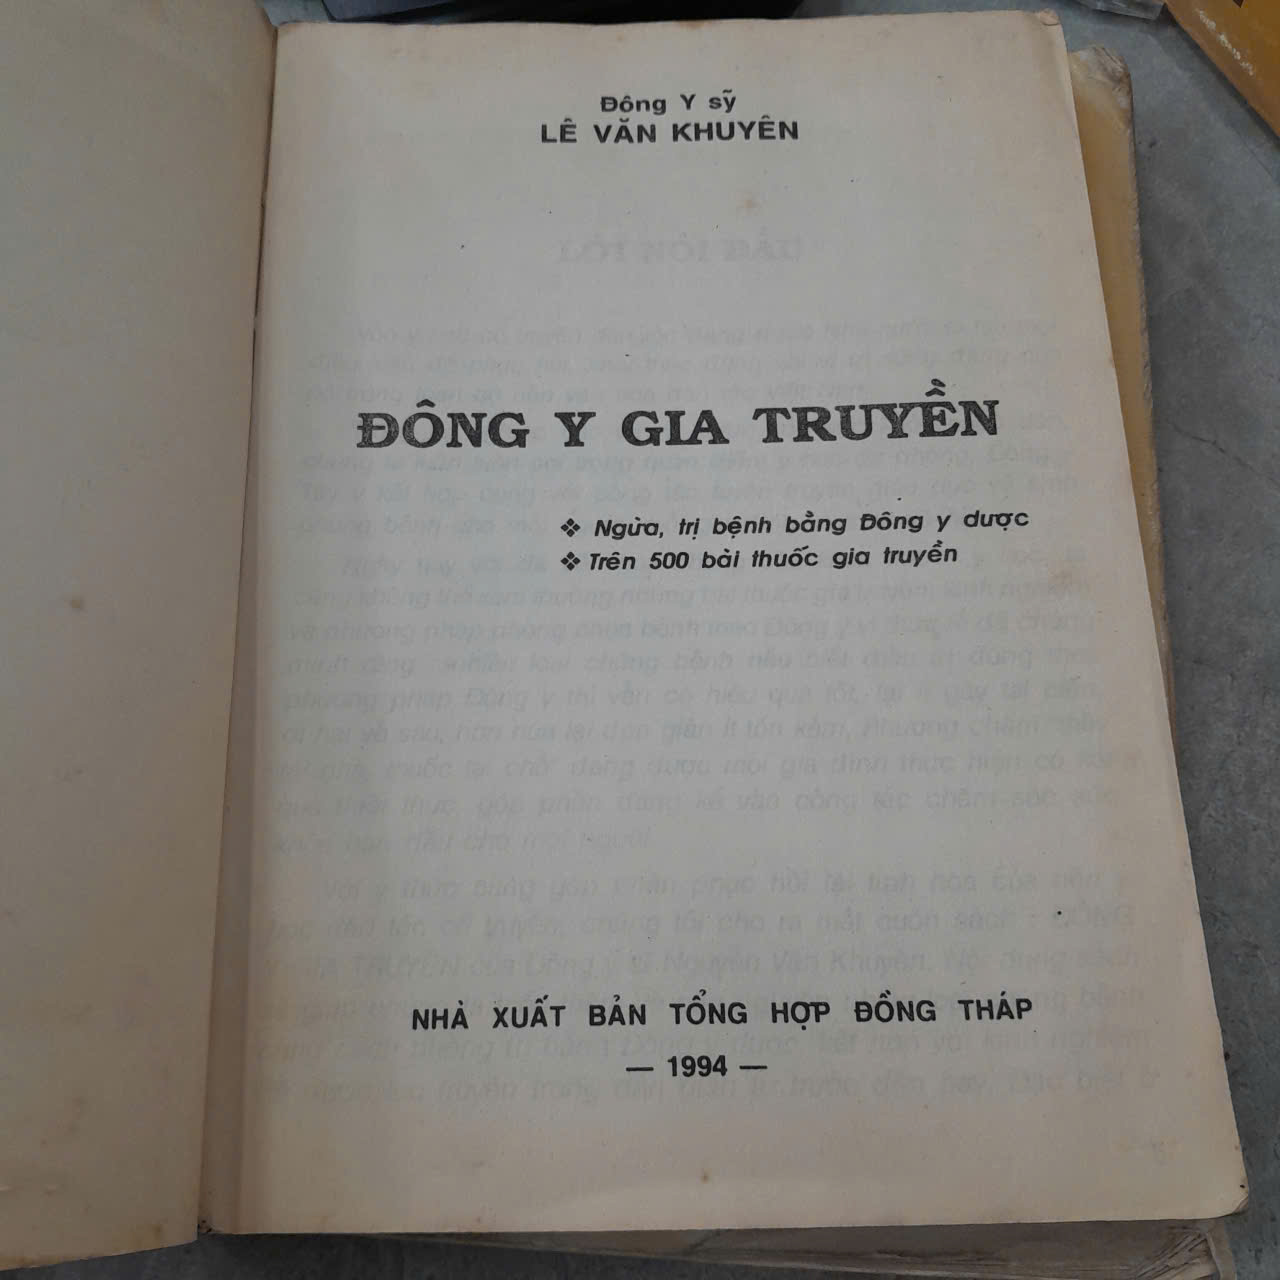 Đông Y sỹ
LÊ VĂN KHUYÊN
ĐÔNG Y GIA TRUYỀN
❖ Ngừa, trị bệnh bằng Đông y dược
❖ Trên 500 bài thuốc gia truyền
NHÀ XUẤT BẢN TỔNG HỢP ĐỒNG THÁP
— 1994 —